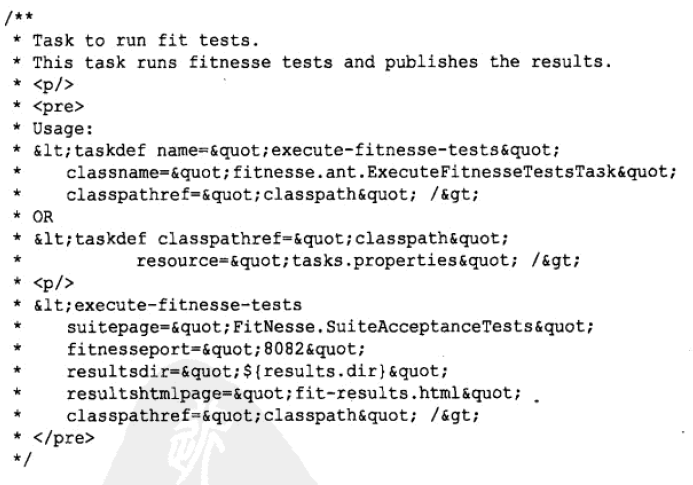 /**
 * Task to run fit tests.
 * This task runs fitnesse tests and publishes the results.
 * <p/>
 * <pre>
 * Usage:
 * &lt;taskdef name=&quot;execute-fitnesse-tests&quot;
 *     classname=&quot;fitnesse.ant.ExecuteFitnesseTestsTask&quot;
 *     classpathref=&quot;classpath&quot; /&gt;
 * OR
 * &lt;taskdef classpathref=&quot;classpath&quot;
 *             resource=&quot;tasks.properties&quot; /&gt;
 * <p/>
 * &lt;execute-fitnesse-tests
 *     suitepage=&quot;FitNesse.SuiteAcceptanceTests&quot;
 *     fitnesseport=&quot;8082&quot;
 *     resultsdir=&quot;${results.dir}&quot;
 *     resultshtmlpage=&quot;fit-results.html&quot;
 *     classpathref=&quot;classpath&quot; /&gt;
 * </pre>
 */